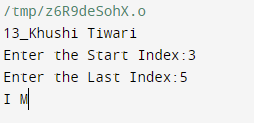 /tmp/z6R9deSohX.o
13_Khushi Tiwari
Enter the Start Index:3
Enter the Last Index:5
I M